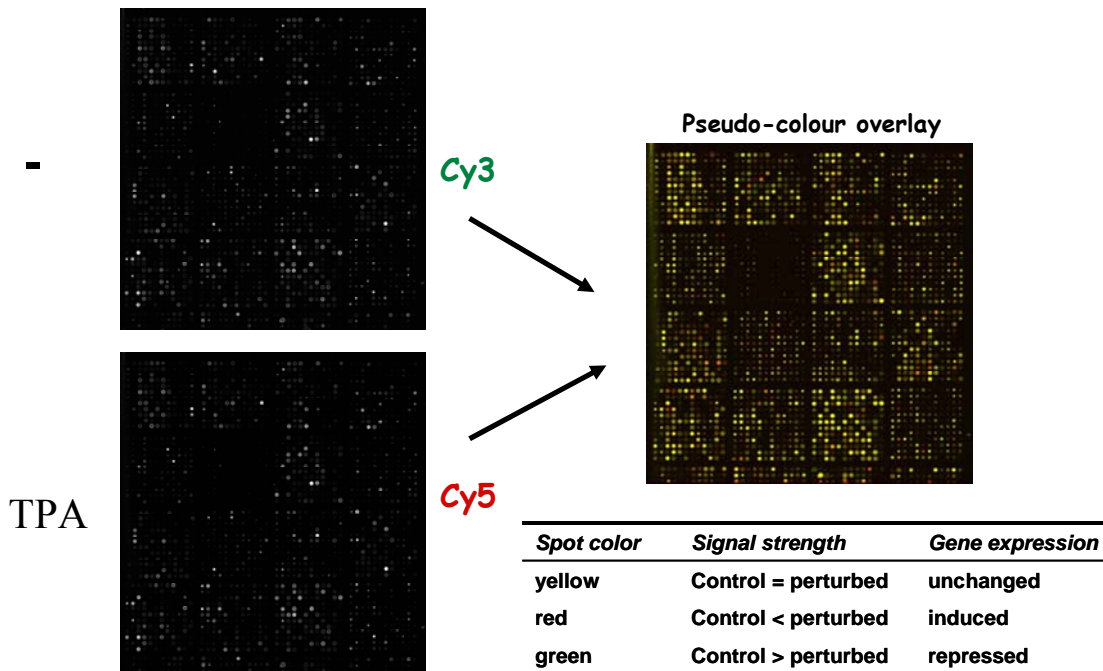 -
Cy3
Pseudo-colour overlay
TPA
Cy5
Spot color Signal strength Gene expression
yellow Control = perturbed unchanged
red Control < perturbed induced
green Control > perturbed repressed